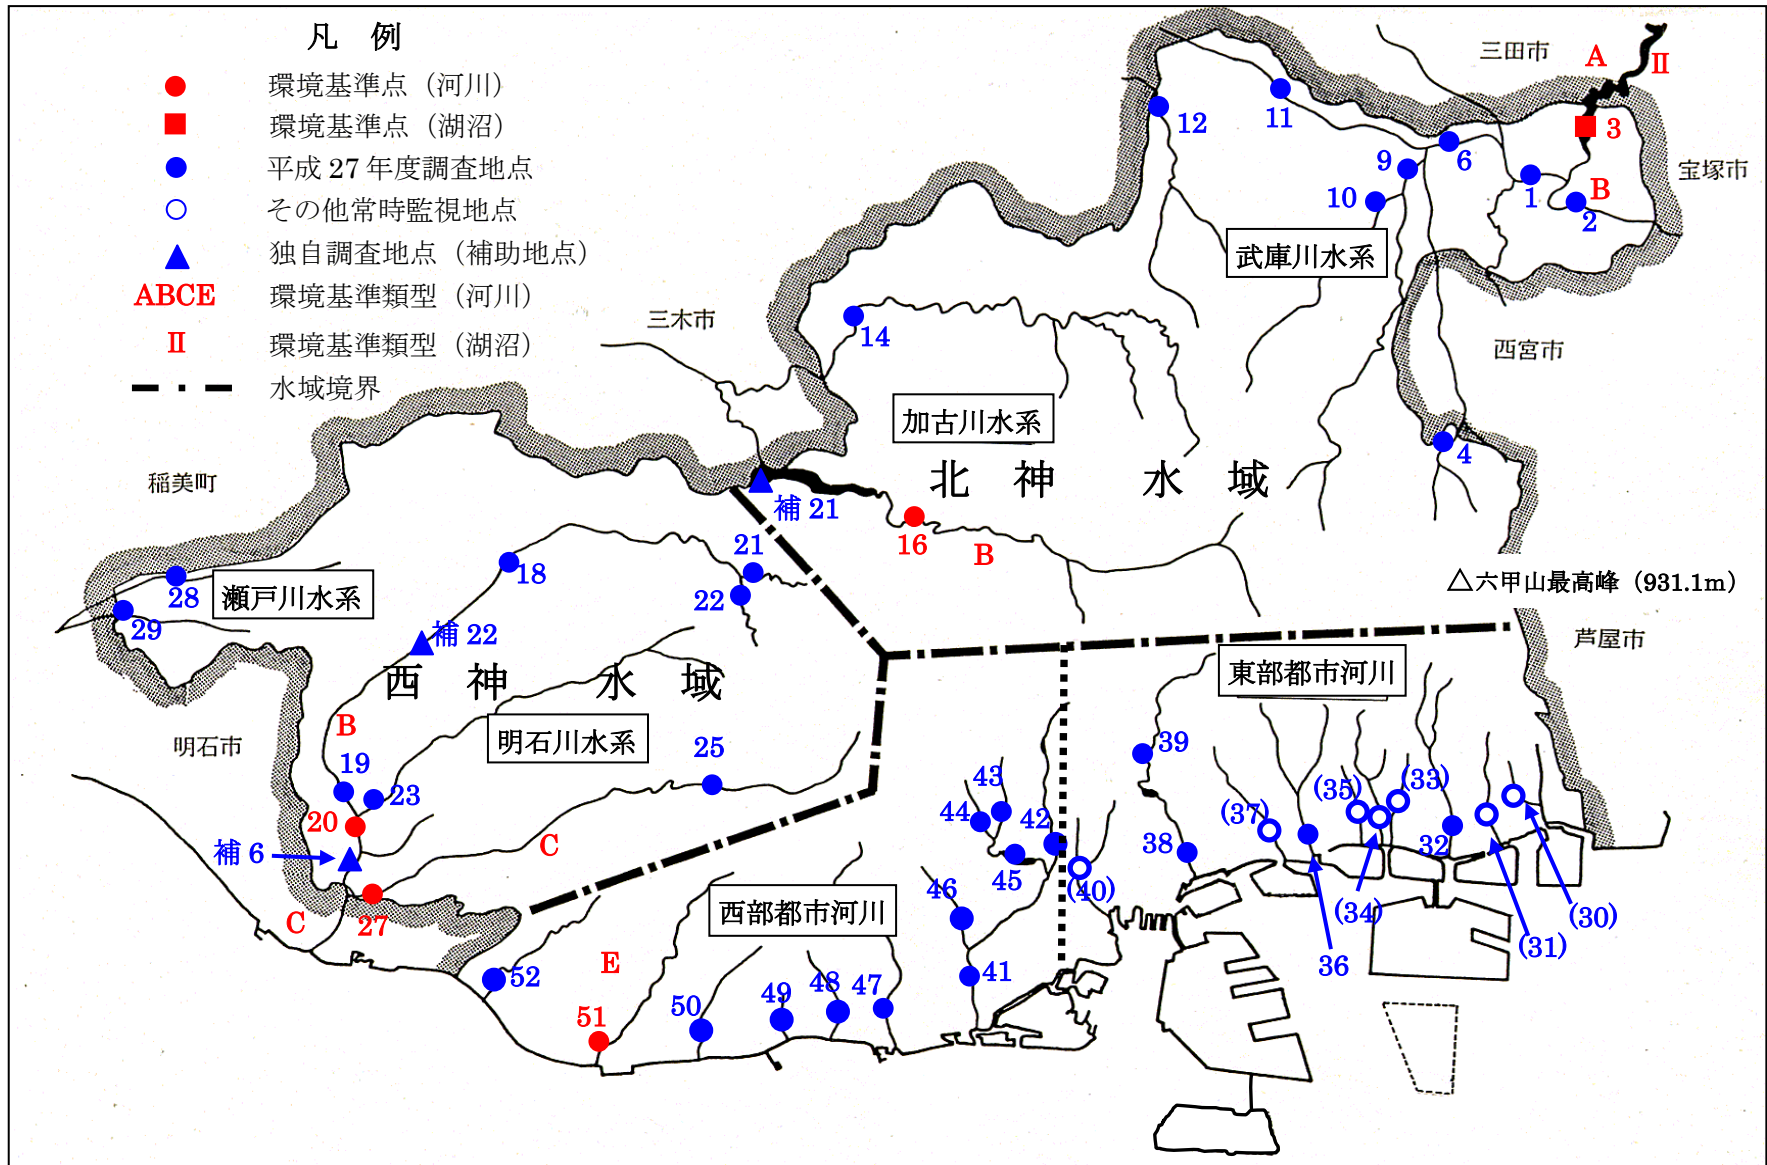 凡 例
環境基準点（河川）
環境基準点（湖沼）
平成 27 年度調査地点
その他常時監視地点
独自調査地点（補助地点）
ABCE 環境基準類型（河川）
Ⅱ 環境基準類型（湖沼）
水域境界
三田市
A
Ⅱ
12
11
3
6
9
宝塚市
10
1
B
2
武庫川水系
三木市
14
西宮市
加古川水系
4
北 神 水 域
稲美町
補 21
16
B
21
18
22
瀬戸川水系
28
29
△六甲山最高峰（931.1m）
補 22
芦屋市
西 神 水 域
東部都市河川
B
明石川水系
明石市
25
39
19
23
43
(35)
(33)
20
44
42
(37)
補 6
C
38
32
45
46
(40)
西部都市河川
(34)
(30)
C
27
(31)
36
E
52
41
51
50
49
48
47